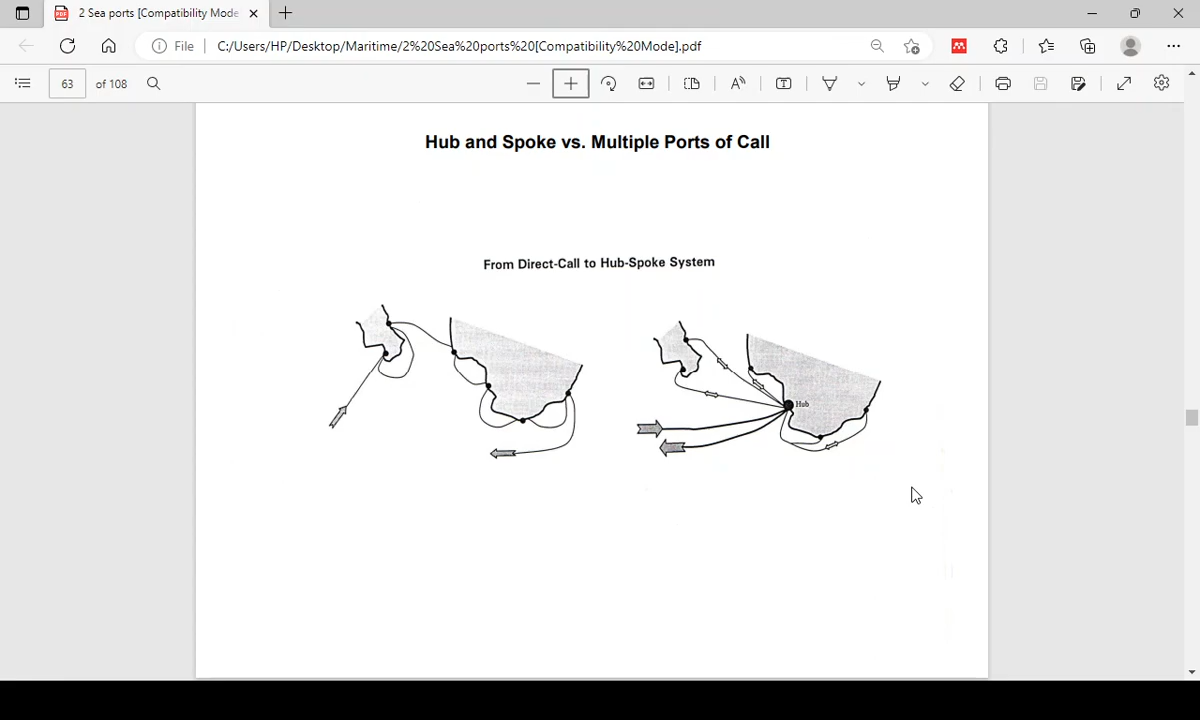 2 Sea ports [Compatibility Mode
File
C:/Users/HP/Desktop/Maritime/2%20Sea%20ports%20[Compatibility%20Mode].pdf
63
of 108
Hub and Spoke vs. Multiple Ports of Call
From Direct-Call to Hub-Spoke System
Hub